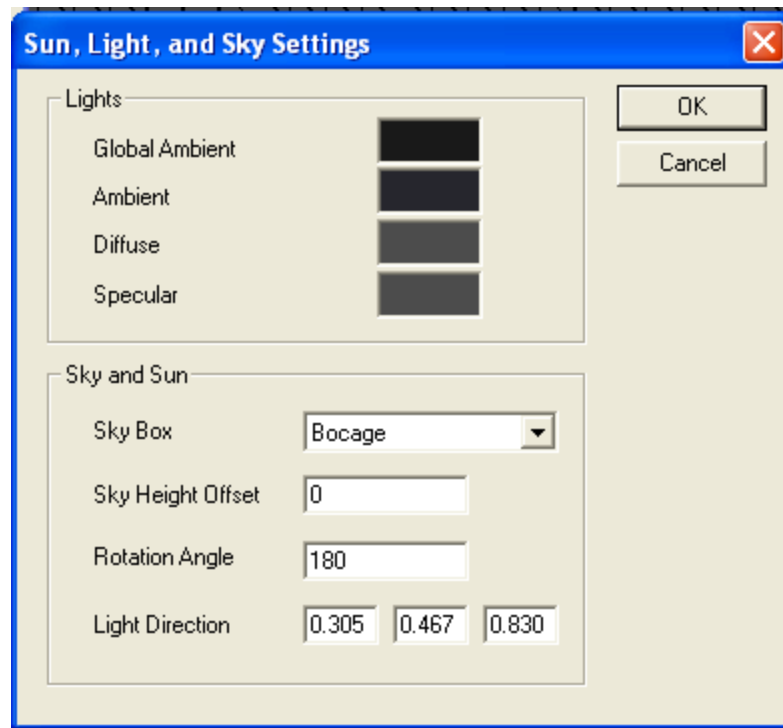 Sun, Light, and Sky Settings
Lights
Global Ambient
Ambient
Diffuse
Specular
OK
Cancel
Sky and Sun
Sky Box Bocage
Sky Height Offset 0
Rotation Angle 180
Light Direction 0.305 0.467 0.830